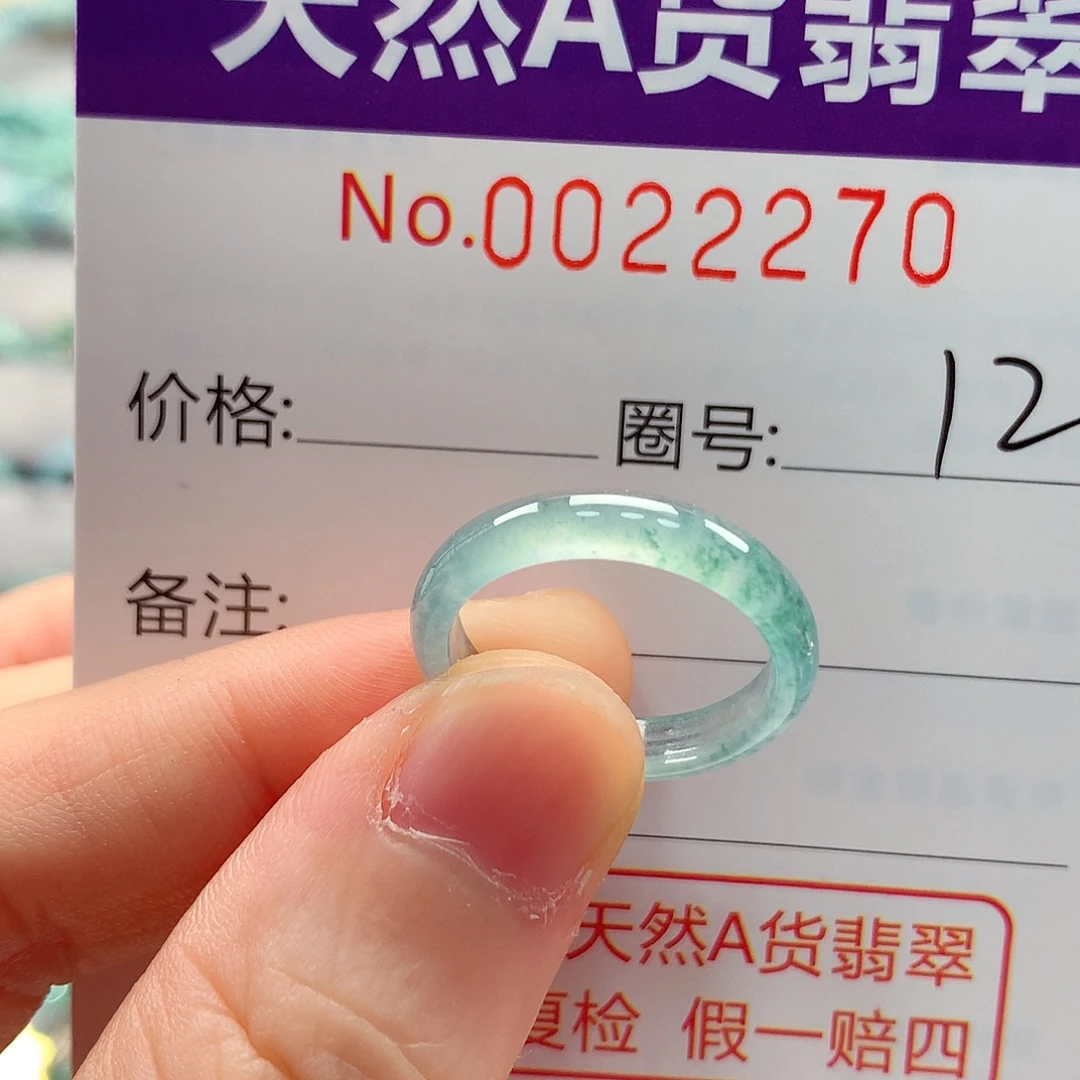 天然A货翡翠
No.0022270
价格:
圈号: 12
备注:
天然A货翡翠
复检 假一赔四